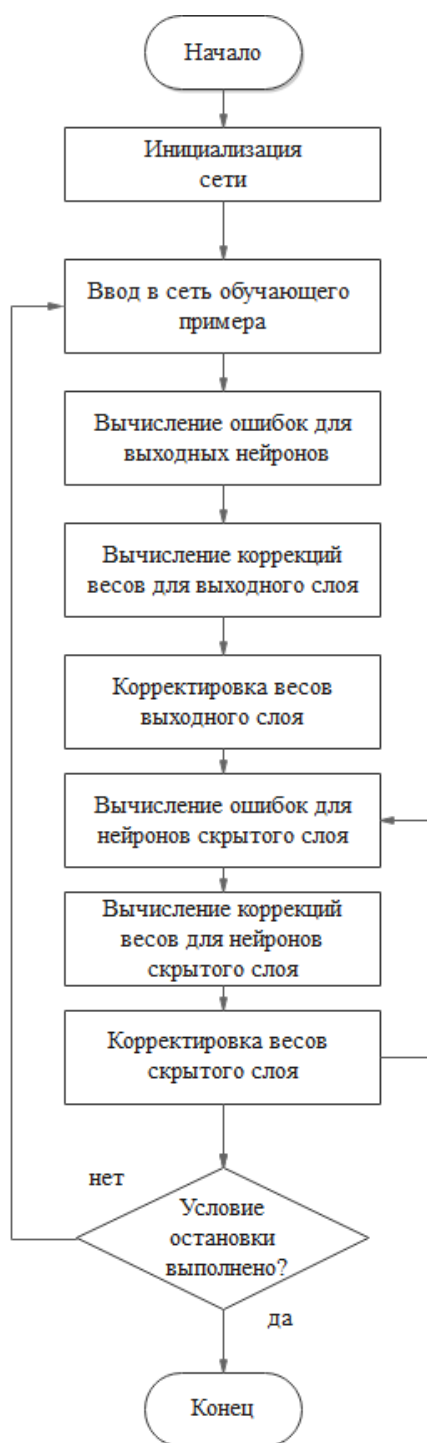 Начало
Инициализация
сети
Ввод в сеть обучающего
примера
Вычисление ошибок для
выходных нейронов
Вычисление коррекций
весов для выходного слоя
Корректировка весов
выходного слоя
Вычисление ошибок для
нейронов скрытого слоя
Вычисление коррекций
весов для нейронов
скрытого слоя
Корректировка весов
скрытого слоя
нет
Условие
остановки
выполнено?
да
Конец